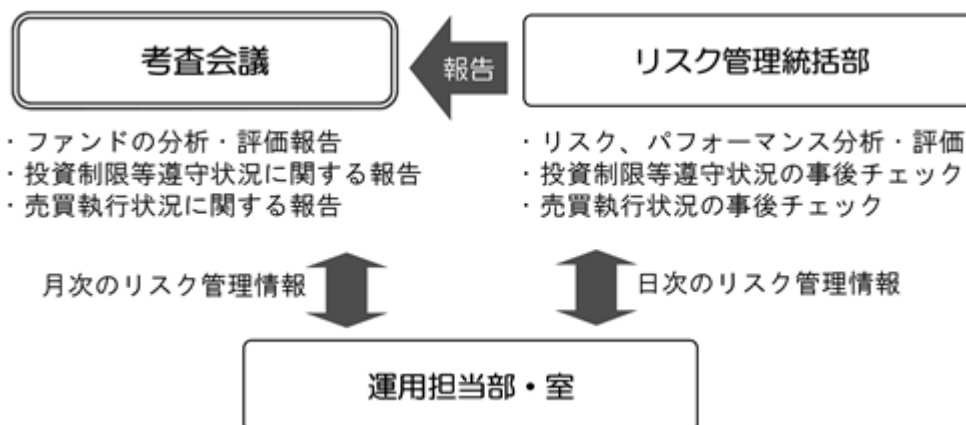 考査会議
報告
リスク管理統括部
・ファンドの分析・評価報告
・投資制限等遵守状況に関する報告
・売買執行状況に関する報告
・リスク、パフォーマンス分析・評価
・投資制限等遵守状況の事後チェック
・売買執行状況の事後チェック
月次のリスク管理情報
日次のリスク管理情報
運用担当部・室